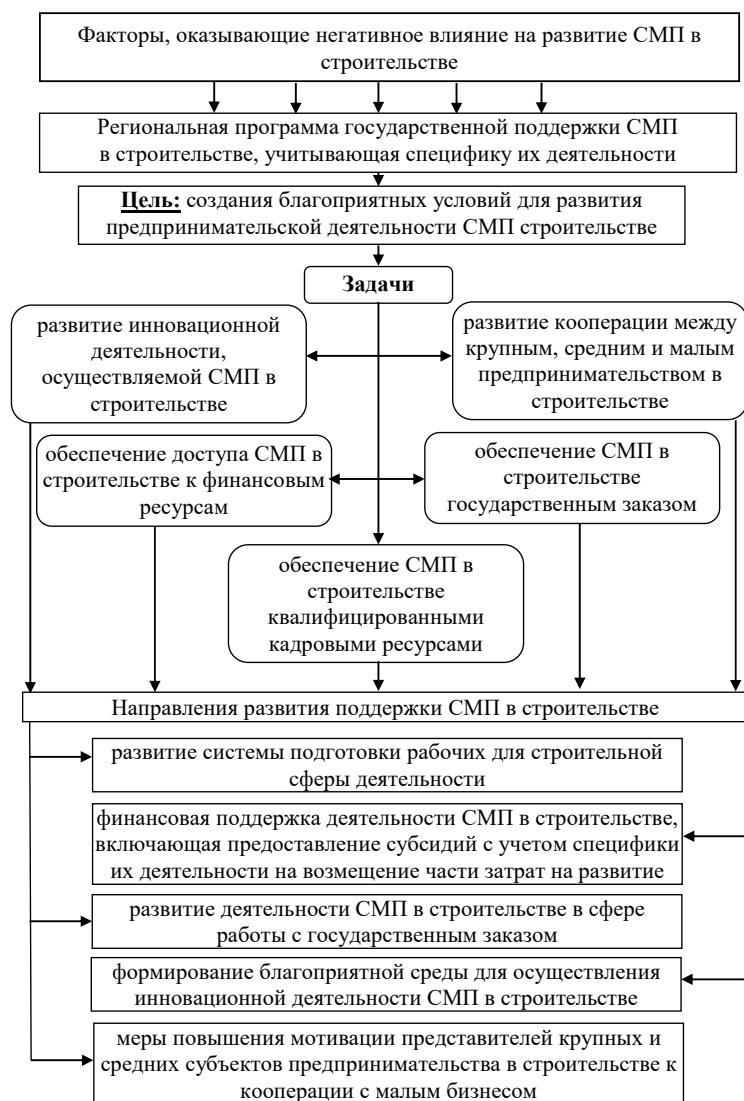 Факторы, оказывающие негативное влияние на развитие СМП в
строительстве
Региональная программа государственной поддержки СМП
в строительстве, учитывающая специфику их деятельности
Цель: создания благоприятных условий для развития
предпринимательской деятельности СМП строительстве
Задачи
развитие инновационной
деятельности,
осуществляемой СМП в
строительстве
развитие кооперации между
крупным, средним и малым
предпринимательством в
строительстве
обеспечение доступа СМП в
строительстве к финансовым
ресурсам
обеспечение СМП в
строительстве
государственным заказом
обеспечение СМП в
строительстве
квалифицированными
кадровыми ресурсами
Направления развития поддержки СМП в строительстве
развитие системы подготовки рабочих для строительной
сферы деятельности
финансовая поддержка деятельности СМП в строительстве,
включающая предоставление субсидий с учетом специфики
их деятельности на возмещение части затрат на развитие
развитие деятельности СМП в строительстве в сфере
работы с государственным заказом
формирование благоприятной среды для осуществления
инновационной деятельности СМП в строительстве
меры повышения мотивации представителей крупных и
средних субъектов предпринимательства в строительстве к
кооперации с малым бизнесом